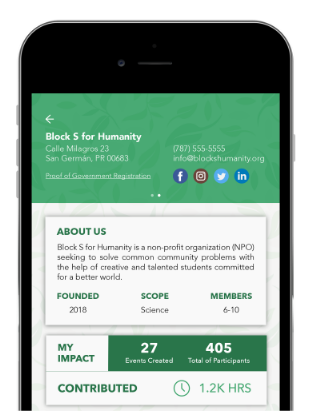 Block S for Humanity
Calle Milagros 23
San Germán, PR 00683
(787) 555-5555
info@blockshumanity.org
Proof of Government Registration
ABOUT US
Block S for Humanity is a non-profit organization (NPO)
seeking to solve common community problems with
the help of creative and talented students committed
for a better world.
FOUNDED SCOPE MEMBERS
2018 Science 6-10
MY
IMPACT
27
Events Created
405
Total of Participants
CONTRIBUTED 1.2K HRS